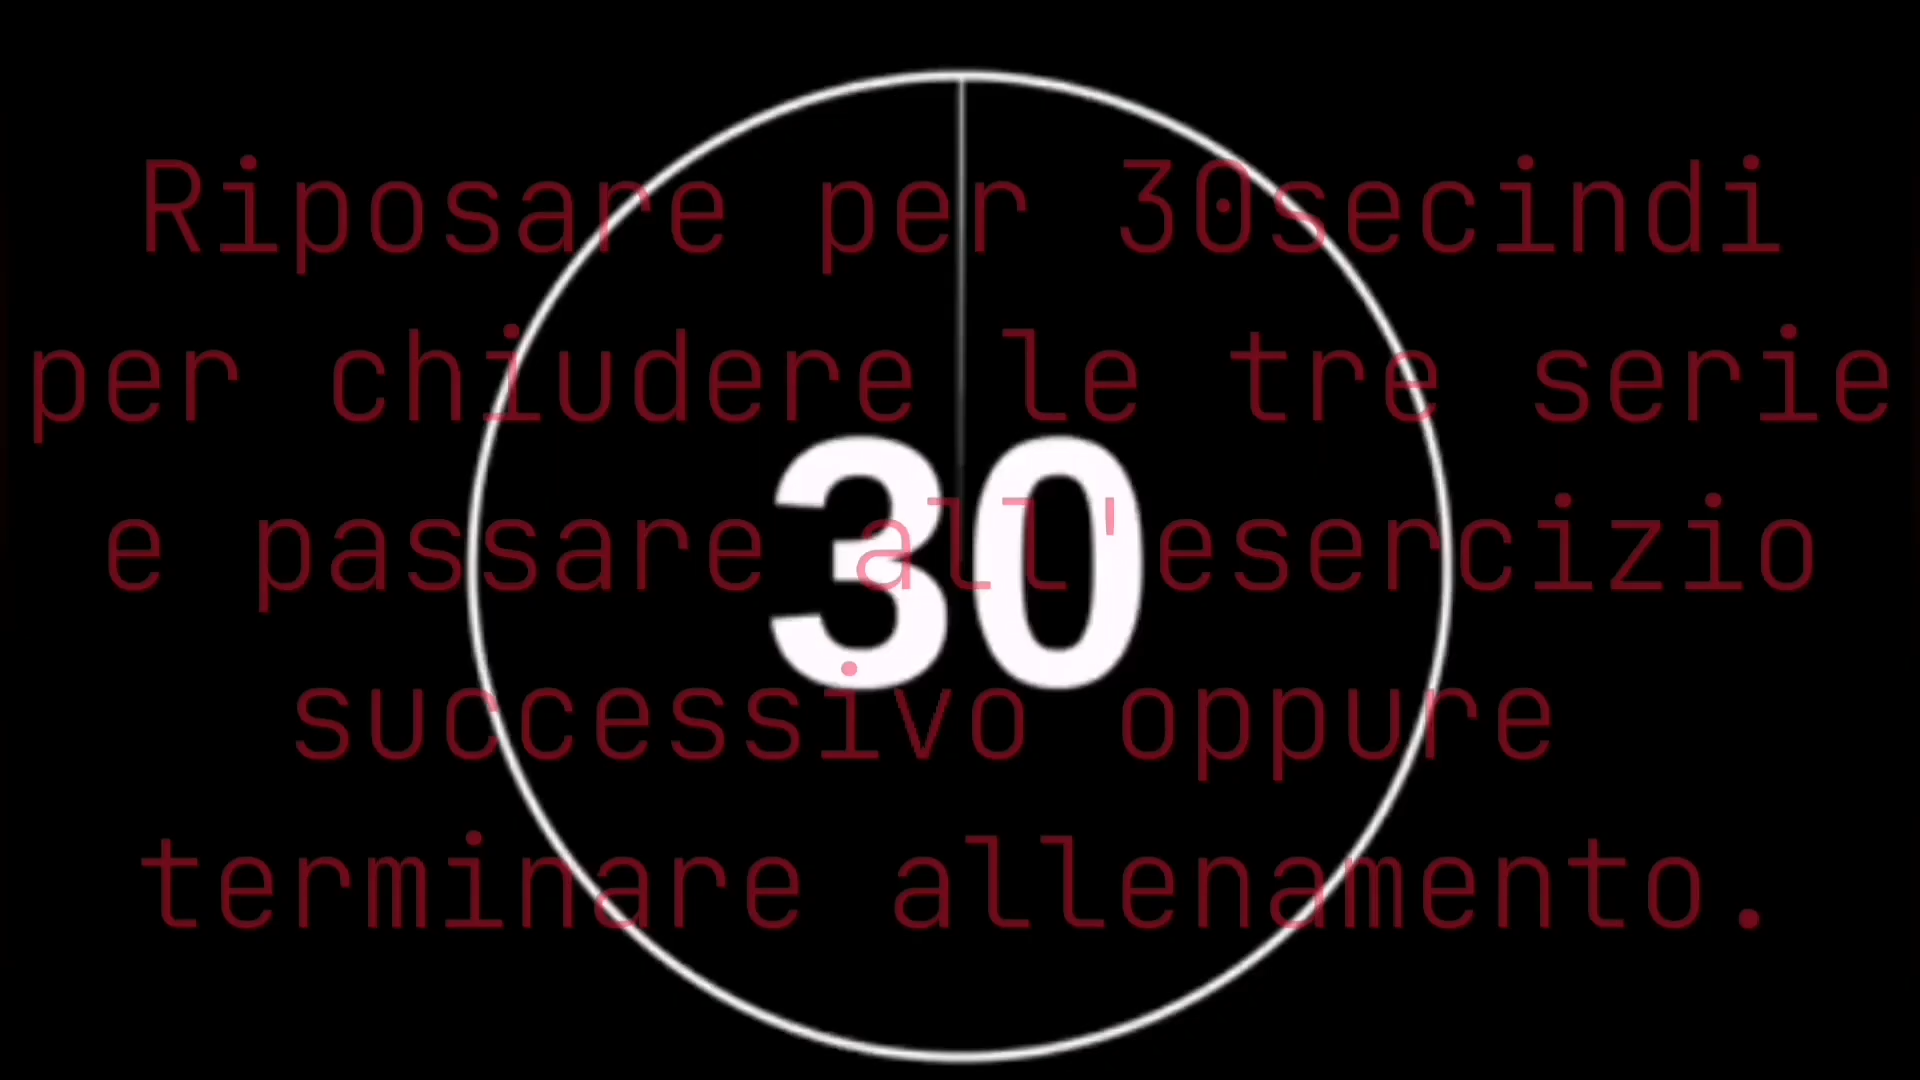 Riposare per 30secindi
per chiudere le tre serie
30
e passare all'esercizio
successivo oppure
terminare allenamento.